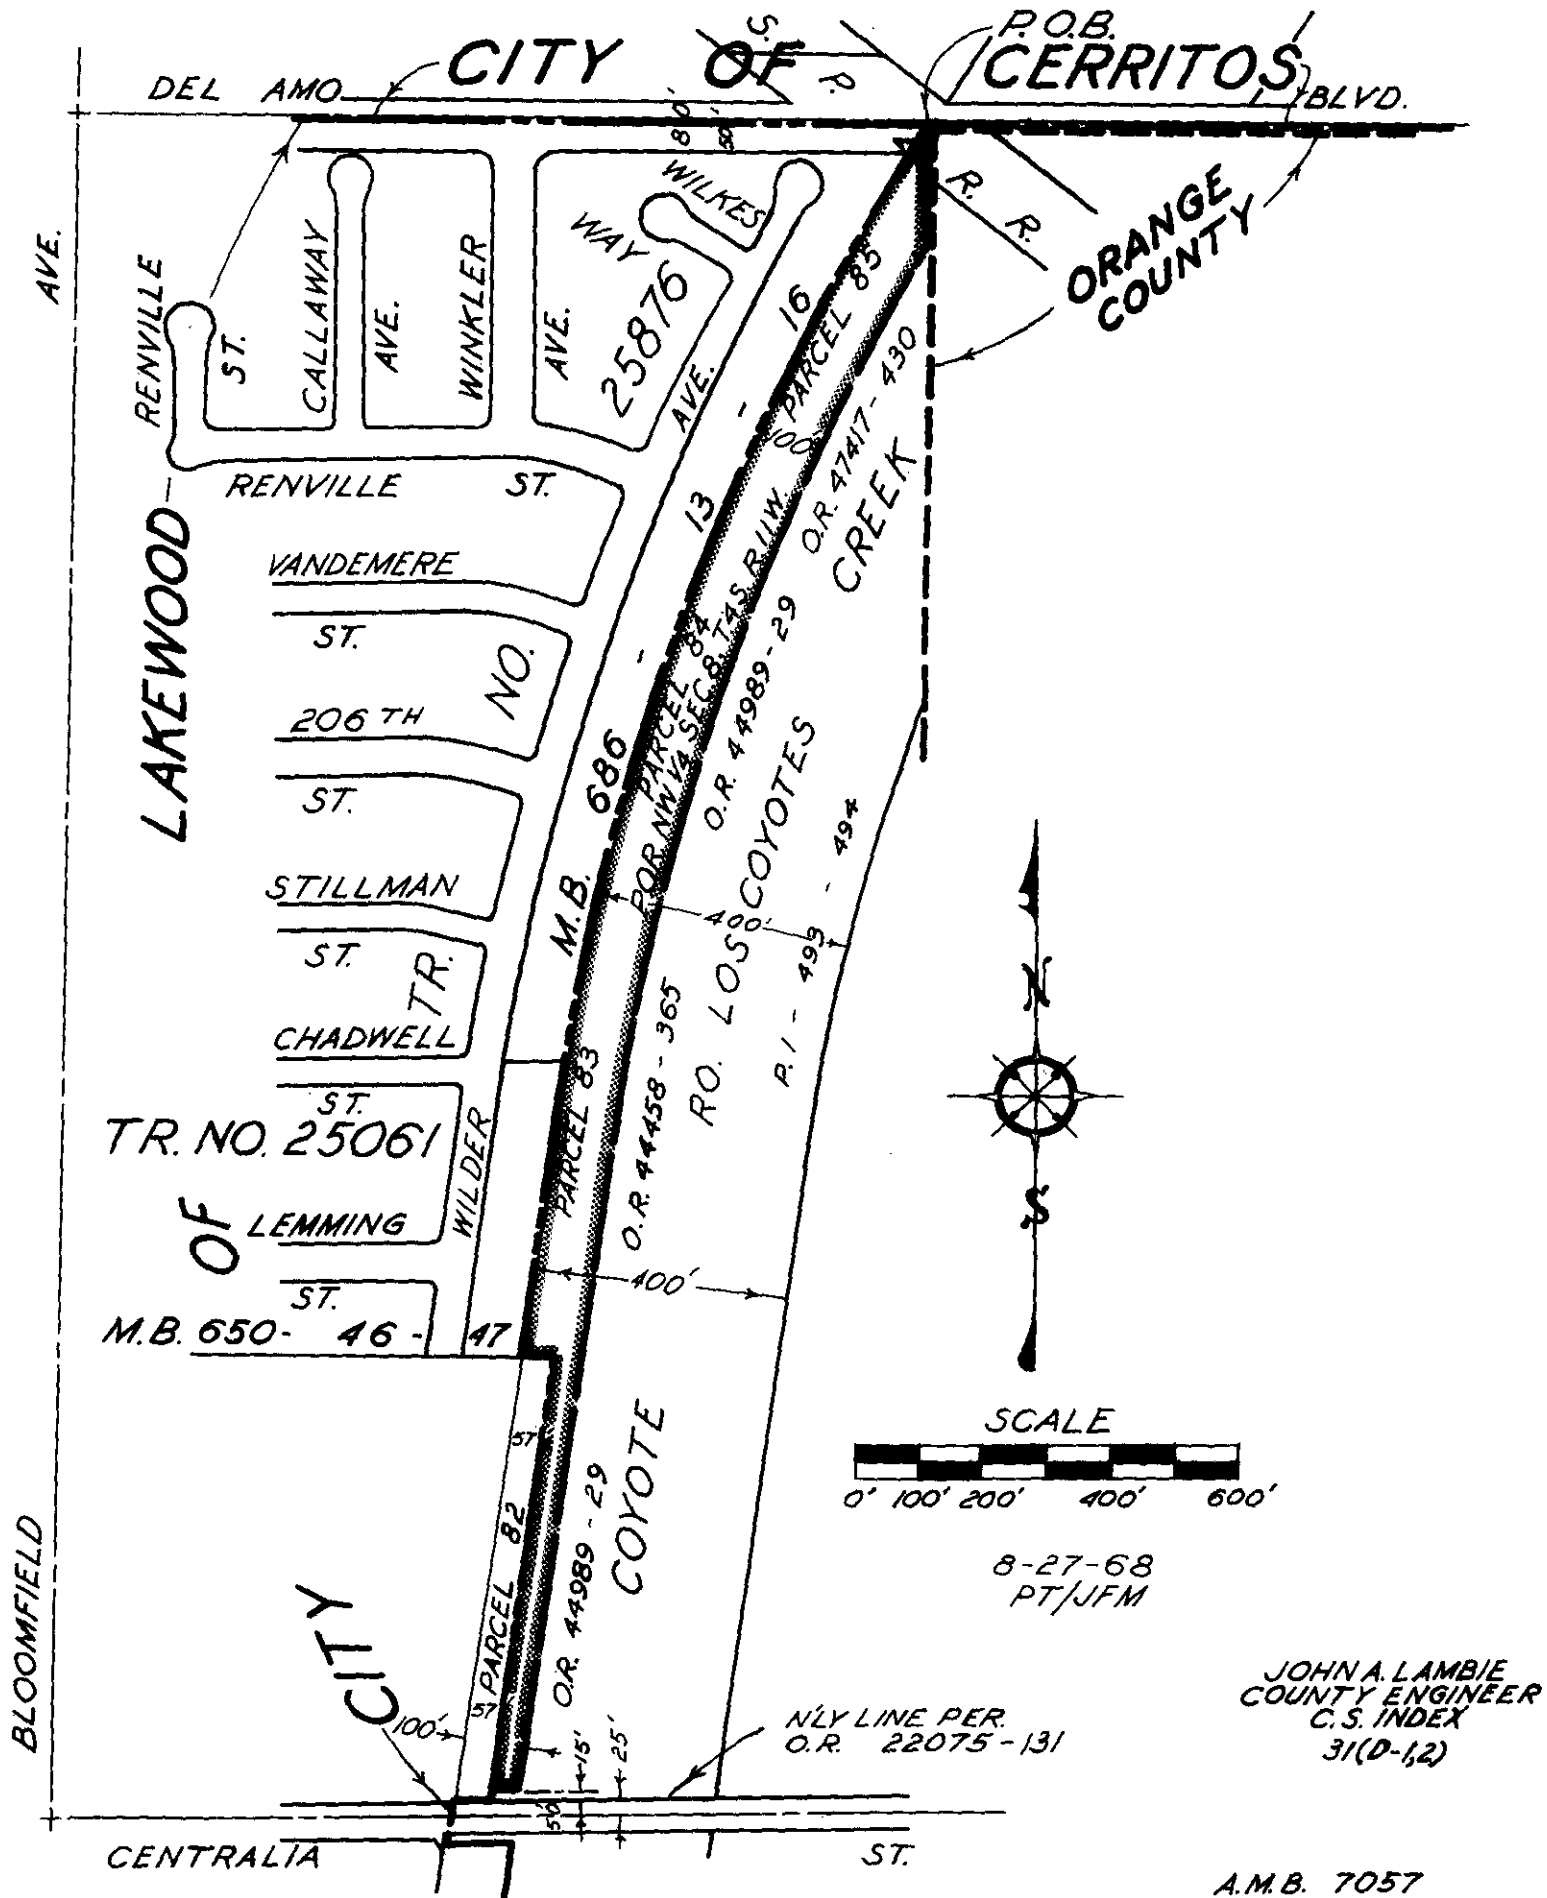 CITY OF CERRITOS
P.O.B.
S.
P.
DEL AMO
BLVD.
80'
50'
R.
R.
ORANGE
COUNTY
AVE.
RENVILLE
ST.
CALLAWAY
AVE.
WINKLER
AVE.
WAY
WILKES
25876
AVE.
16
-
PARCEL 85
100'
O.R. 47417-430
CREEK
RENVILLE ST.
LAKEWOOD
VANDEMERE
ST.
13
-
NO.
206TH
ST.
686
PARCEL 84
POR. NW 1/4 SEC. 8, T4S, R11W.
O.R. 44989-29
STILLMAN
ST.
M.B.
400'
RO. LOS COYOTES
P. 1 - 493 - 494
TR.
CHADWELL
ST.
PARCEL 83
O.R. 44458-365
N
S
TR. NO. 25061
WILDER
OF
LEMMING
ST.
400'
M.B. 650- 46- 47
SCALE
0' 100' 200' 400' 600'
57
COYOTE
BLOOMFIELD
PARCEL 82
O.R. 44989-29
8-27-68
PT/JFM
CITY
57
100'
15'
25'
50'
N'LY LINE PER.
O.R. 22075-131
JOHN A. LAMBIE
COUNTY ENGINEER
C.S. INDEX
31(D-1,2)
CENTRALIA
ST.
A.M.B. 7057